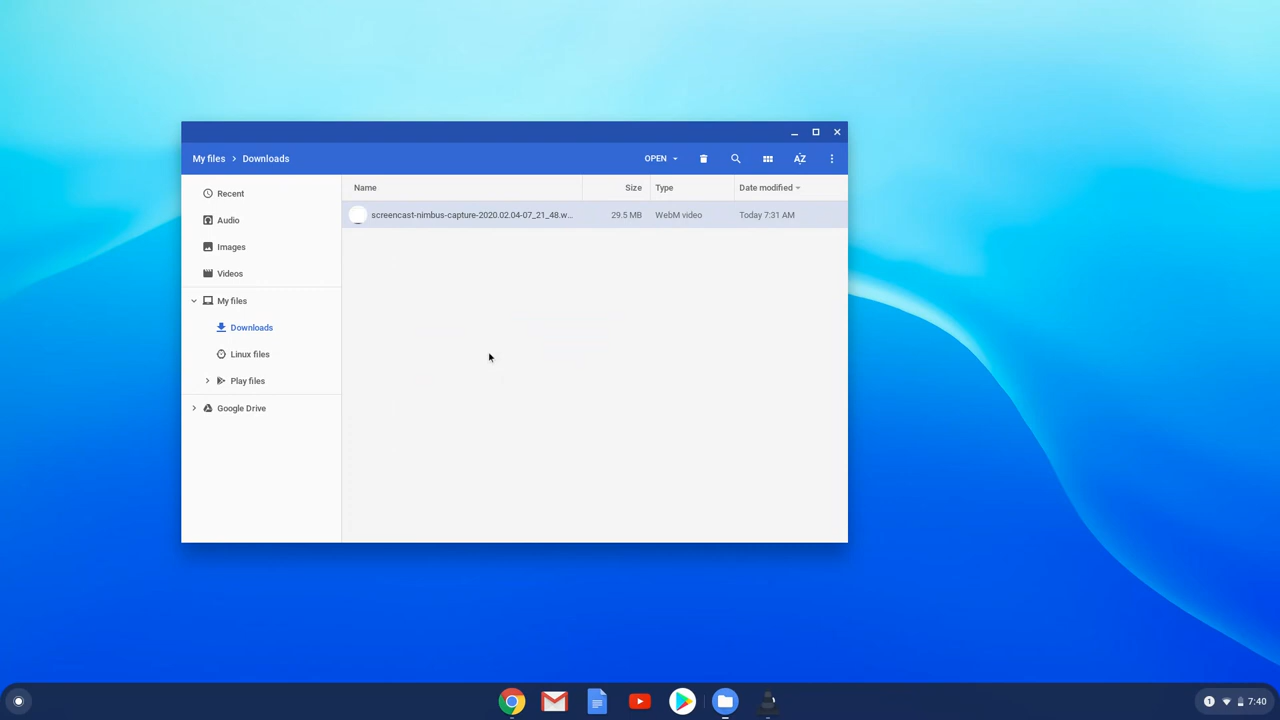 My files > Downloads
OPEN
AZ
Recent
Audio
Images
Videos
My files
Downloads
Linux files
Play files
Google Drive
Name Size Type Date modified
screencast-nimbus-capture-2020.02.04-07_21_48.w... 29.5 MB WebM video Today 7:31 AM
1 7:40